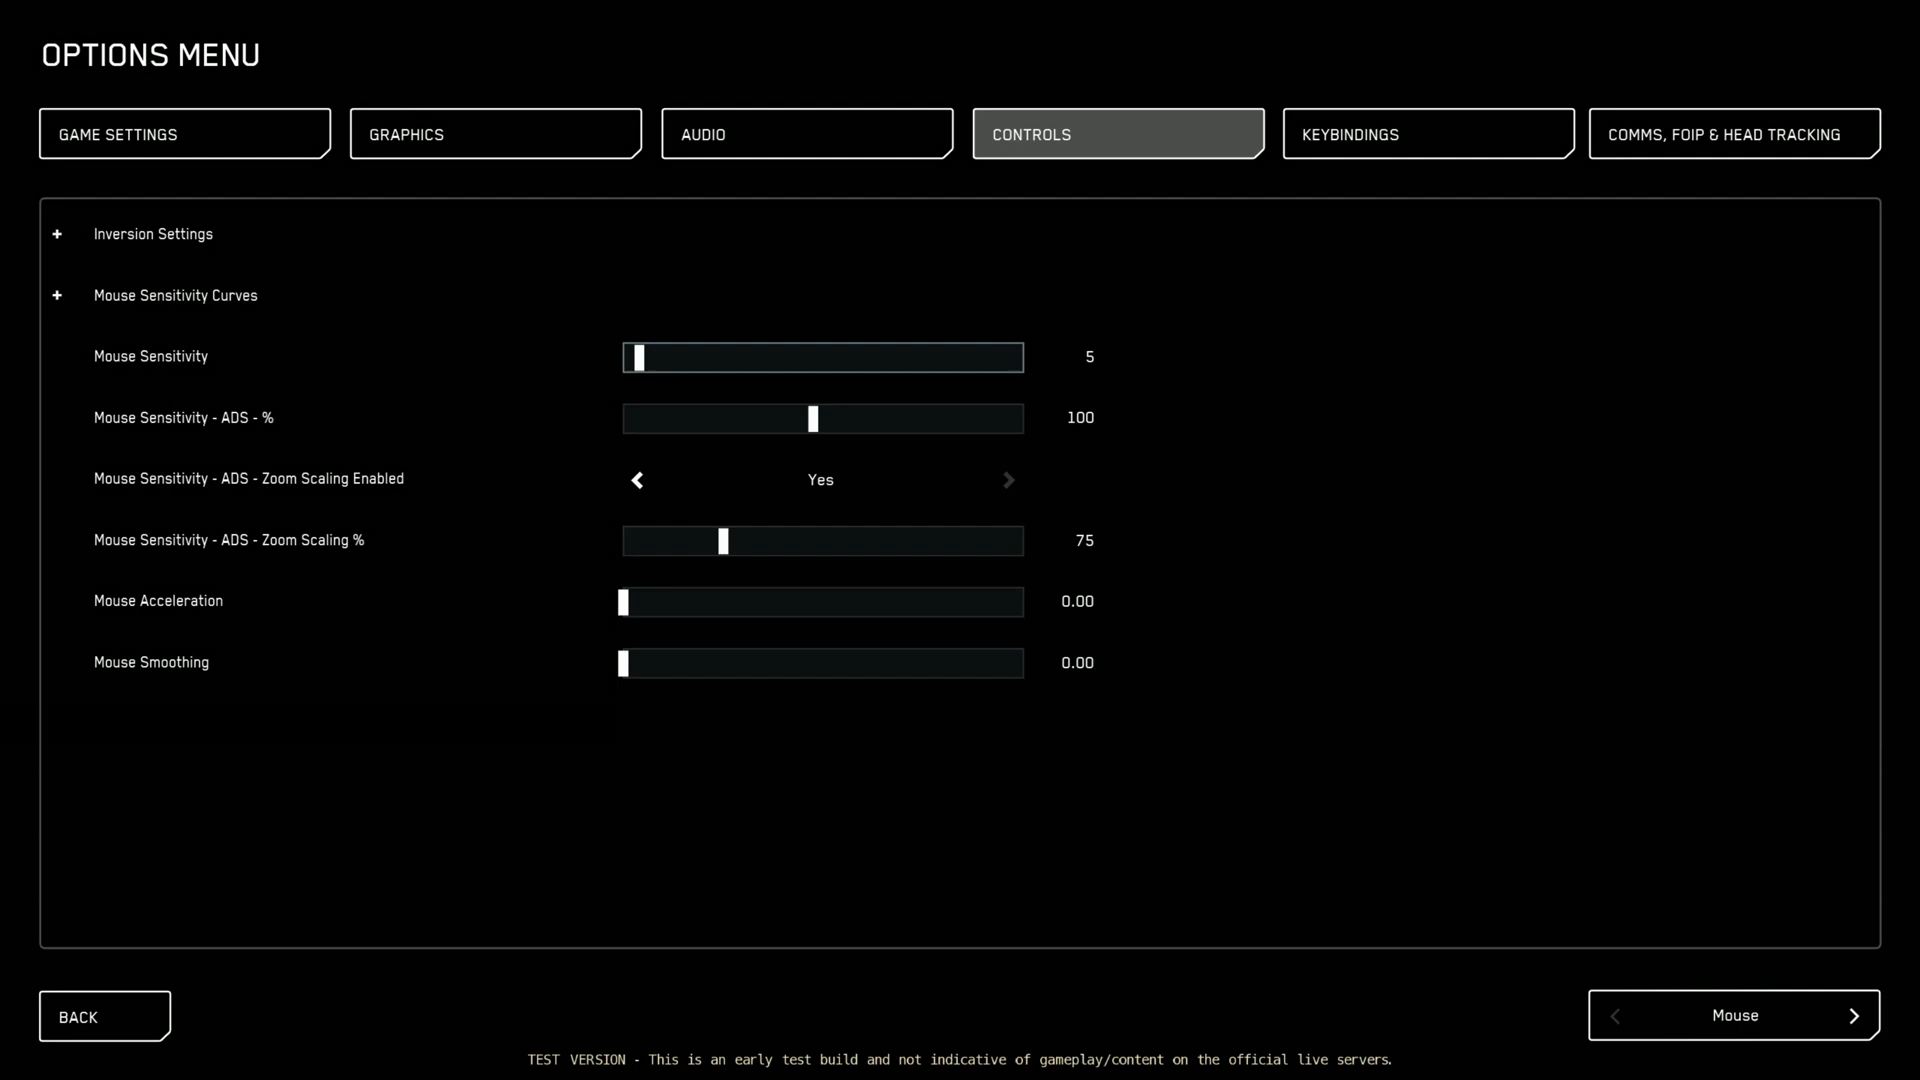 OPTIONS MENU
GAME SETTINGS
GRAPHICS
AUDIO
CONTROLS
KEYBINDINGS
COMMS, FOIP & HEAD TRACKING
+ Inversion Settings
+ Mouse Sensitivity Curves
Mouse Sensitivity 5
Mouse Sensitivity - ADS - % 100
Mouse Sensitivity - ADS - Zoom Scaling Enabled Yes
Mouse Sensitivity - ADS - Zoom Scaling % 75
Mouse Acceleration 0.00
Mouse Smoothing 0.00
BACK
Mouse
TEST VERSION - This is an early test build and not indicative of gameplay/content on the official live servers.